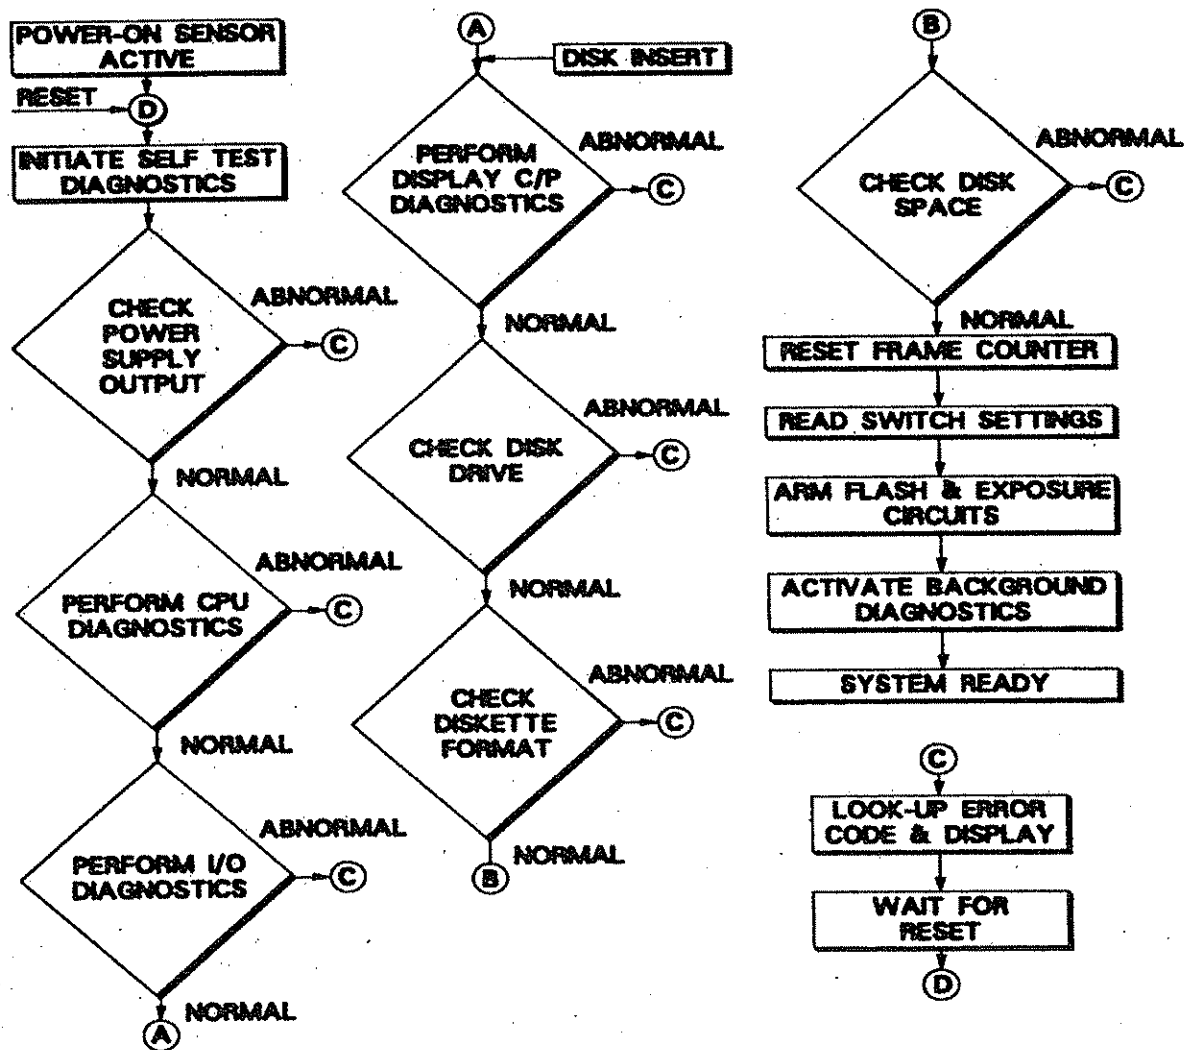 POWER-ON SENSOR
ACTIVE
RESET
D
INITIATE SELF TEST
DIAGNOSTICS
CHECK
POWER
SUPPLY
OUTPUT
ABNORMAL
C
NORMAL
PERFORM CPU
DIAGNOSTICS
ABNORMAL
C
NORMAL
PERFORM I/O
DIAGNOSTICS
ABNORMAL
C
NORMAL
A
A
DISK INSERT
PERFORM
DISPLAY C/P
DIAGNOSTICS
ABNORMAL
C
NORMAL
CHECK DISK
DRIVE
ABNORMAL
C
NORMAL
CHECK
DISKETTE
FORMAT
ABNORMAL
C
NORMAL
B
B
CHECK DISK
SPACE
ABNORMAL
C
NORMAL
RESET FRAME COUNTER
READ SWITCH SETTINGS
ARM FLASH & EXPOSURE
CIRCUITS
ACTIVATE BACKGROUND
DIAGNOSTICS
SYSTEM READY
C
LOOK-UP ERROR
CODE & DISPLAY
WAIT FOR
RESET
D